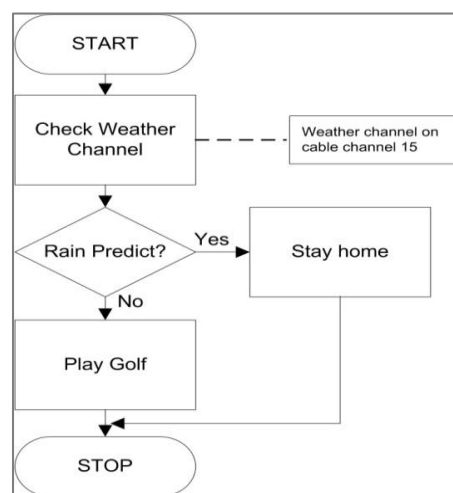 START
Check Weather
Channel
Weather channel on
cable channel 15
Rain Predict?
Yes
Stay home
No
Play Golf
STOP